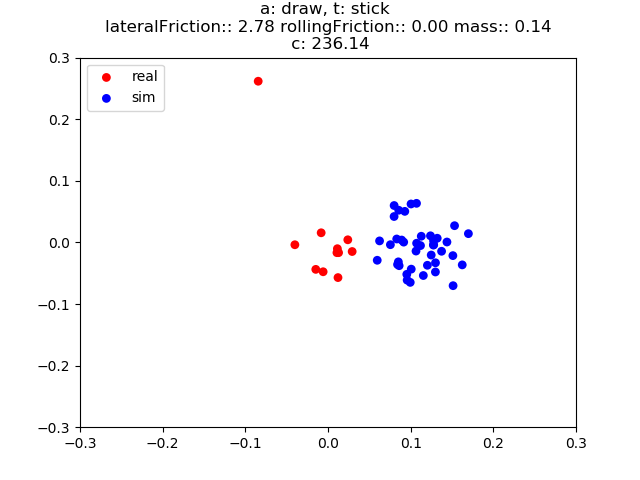 a: draw, t: stick
lateralFriction:: 2.78 rollingFriction:: 0.00 mass:: 0.14
c: 236.14
real
sim
0.3
0.2
0.1
0.0
−0.1
−0.2
−0.3
−0.3
−0.2
−0.1
0.0
0.1
0.2
0.3